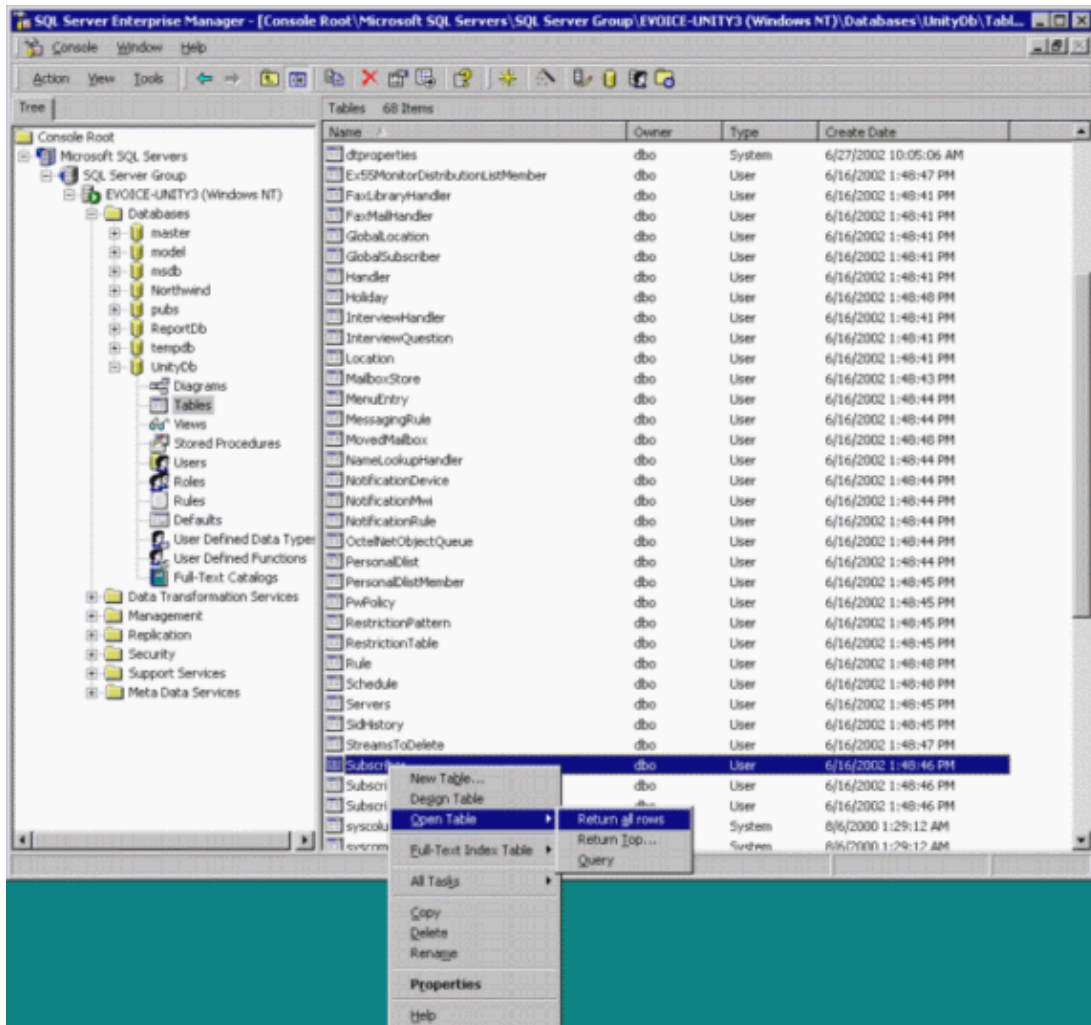 SQL Server Enterprise Manager - [Console Root\Microsoft SQL Servers\SQL Server Group\EVOICE-UNITY3 (Windows NT)\Databases\UnityDb\Tabl...
Console Window Help
Action View Tools
Tree
Tables 68 Items
Console Root
Microsoft SQL Servers
SQL Server Group
EVOICE-UNITY3 (Windows NT)
Databases
master
model
msdb
Northwind
pubs
ReportDb
tempdb
UnityDb
Diagrams
Tables
Views
Stored Procedures
Users
Roles
Rules
Defaults
User Defined Data Types
User Defined Functions
Full-Text Catalogs
Data Transformation Services
Management
Replication
Security
Support Services
Meta Data Services
Name Owner Type Create Date
dtproperties dbo System 6/27/2002 10:05:06 AM
Ex55MonitorDistributionListMember dbo User 6/16/2002 1:48:47 PM
FaxLibraryHandler dbo User 6/16/2002 1:48:41 PM
FaxMailHandler dbo User 6/16/2002 1:48:41 PM
GlobalLocation dbo User 6/16/2002 1:48:41 PM
GlobalSubscriber dbo User 6/16/2002 1:48:41 PM
Handler dbo User 6/16/2002 1:48:41 PM
Holiday dbo User 6/16/2002 1:48:48 PM
InterviewHandler dbo User 6/16/2002 1:48:41 PM
InterviewQuestion dbo User 6/16/2002 1:48:41 PM
Location dbo User 6/16/2002 1:48:41 PM
MailboxStore dbo User 6/16/2002 1:48:43 PM
MenuEntry dbo User 6/16/2002 1:48:44 PM
MessagingRule dbo User 6/16/2002 1:48:44 PM
MovedMailbox dbo User 6/16/2002 1:48:48 PM
NameLookupHandler dbo User 6/16/2002 1:48:44 PM
NotificationDevice dbo User 6/16/2002 1:48:44 PM
NotificationMwi dbo User 6/16/2002 1:48:44 PM
NotificationRule dbo User 6/16/2002 1:48:44 PM
OctelNetObjectQueue dbo User 6/16/2002 1:48:44 PM
PersonalDlist dbo User 6/16/2002 1:48:44 PM
PersonalDlistMember dbo User 6/16/2002 1:48:45 PM
PwPolicy dbo User 6/16/2002 1:48:45 PM
RestrictionPattern dbo User 6/16/2002 1:48:45 PM
RestrictionTable dbo User 6/16/2002 1:48:45 PM
Rule dbo User 6/16/2002 1:48:48 PM
Schedule dbo User 6/16/2002 1:48:48 PM
Servers dbo User 6/16/2002 1:48:45 PM
SidHistory dbo User 6/16/2002 1:48:45 PM
StreamsToDelete dbo User 6/16/2002 1:48:47 PM
Subscriber dbo User 6/16/2002 1:48:46 PM
Subscri dbo User 6/16/2002 1:48:46 PM
Subscri User 6/16/2002 1:48:46 PM
syscolu System 8/6/2000 1:29:12 AM
syscom System 8/6/2000 1:29:12 AM
New Table...
Design Table
Open Table
Full-Text Index Table
All Tasks
Copy
Delete
Rename
Properties
Help
Return all rows
Return Top...
Query